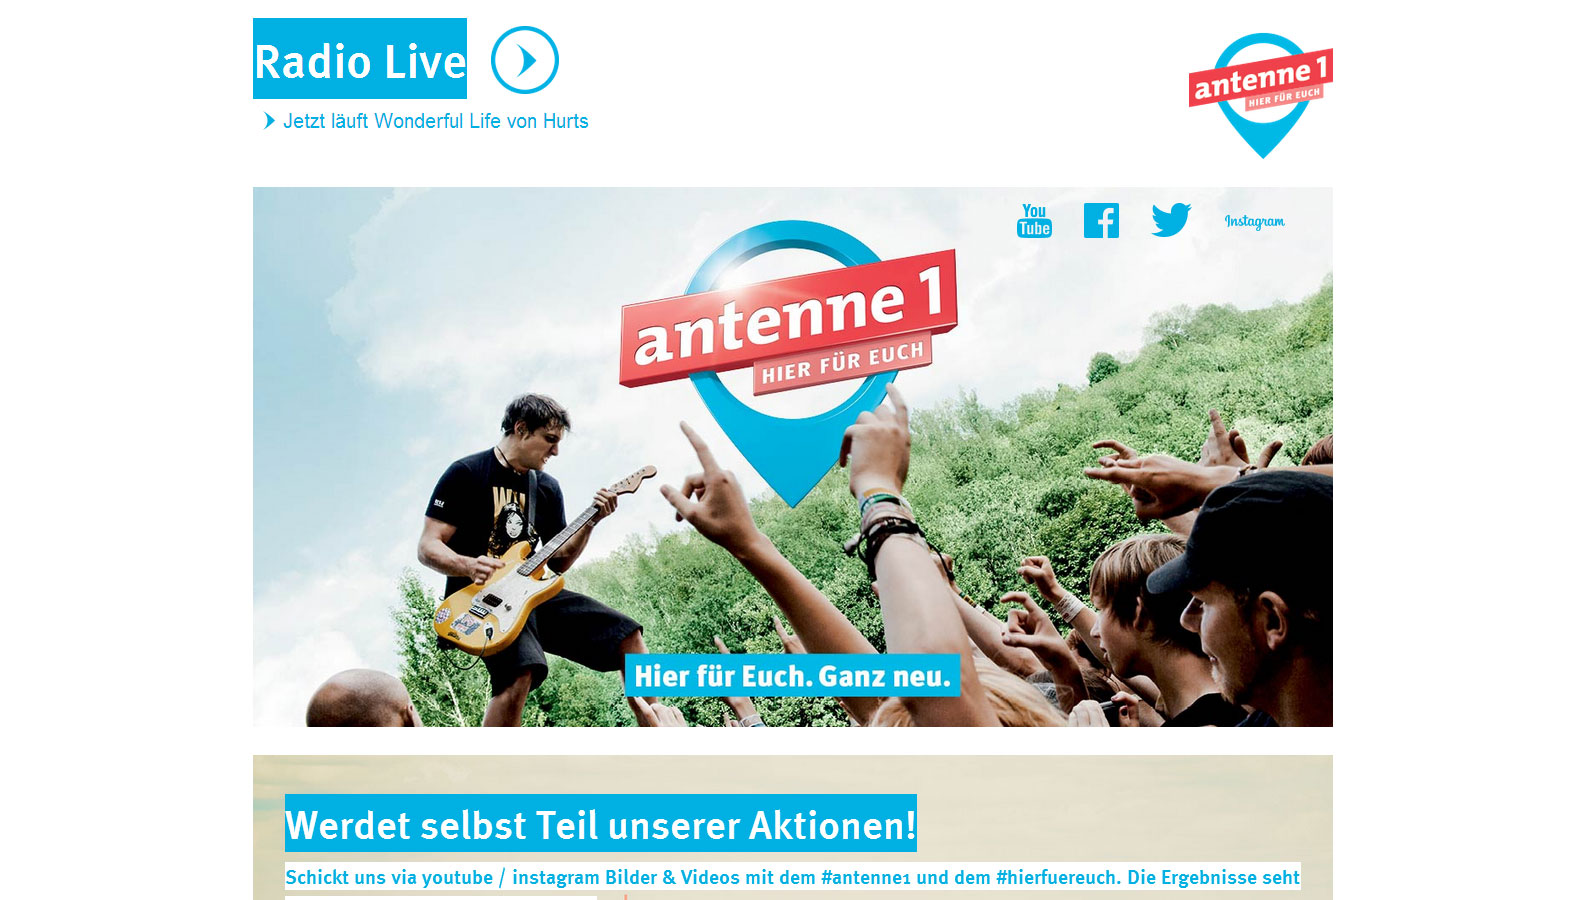 Radio Live
Jetzt läuft Wonderful Life von Hurts
antenne 1
HIER FÜR EUCH
You
Tube
Instagram
antenne 1
HIER FÜR EUCH
Hier für Euch. Ganz neu.
Werdet selbst Teil unserer Aktionen!
Schickt uns via youtube / instagram Bilder & Videos mit dem #antenne1 und dem #hierfuereuch. Die Ergebnisse seht